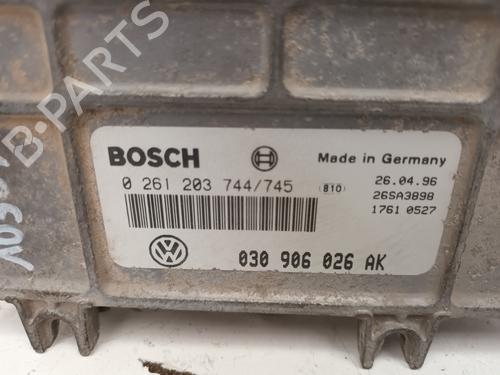 B-PARTS
BOSCH
Made in Germany
0 261 203 744/745 (810)
26.04.96
26SA3898
1761 0527
030 906 026 AK